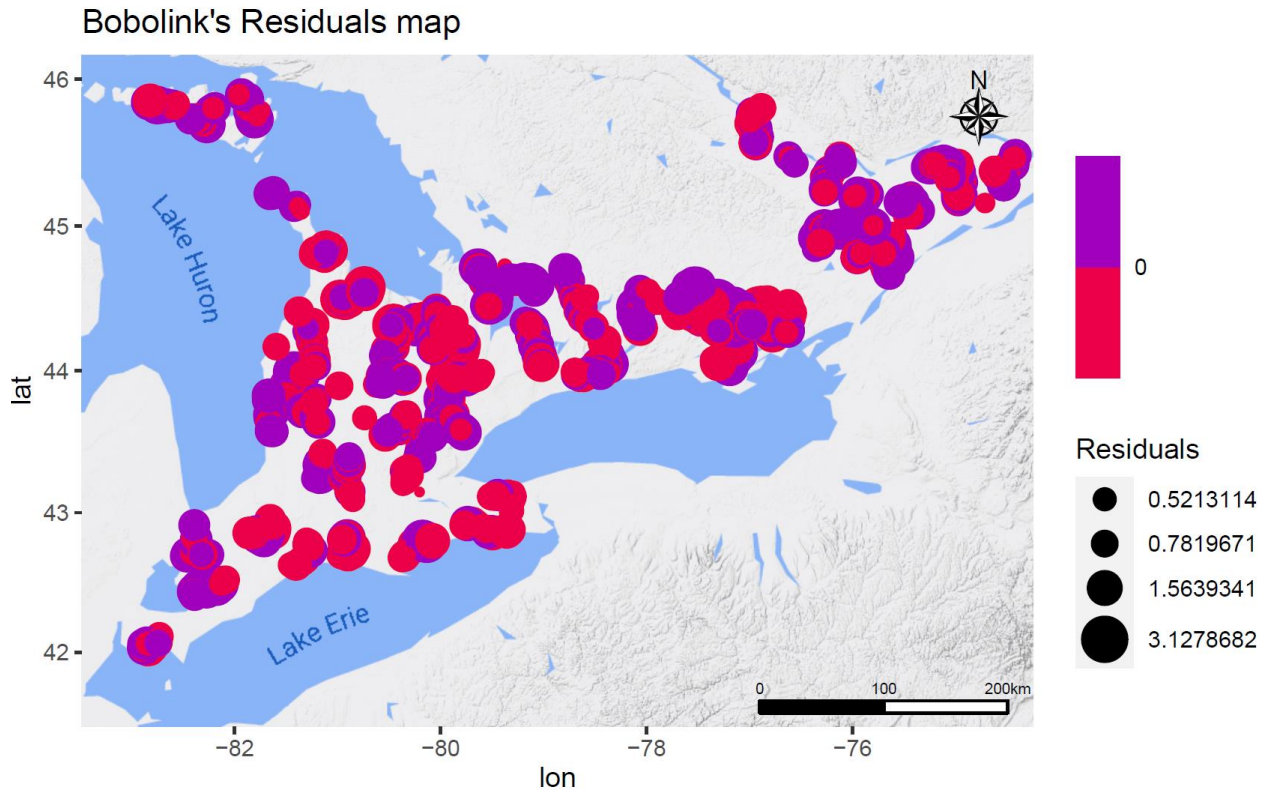 Bobolink's Residuals map
46
45
44
43
42
lat
Lake Huron
Lake Erie
N
0 100 200km
−82 −80 −78 −76
lon
0
Residuals
0.5213114
0.7819671
1.5639341
3.1278682